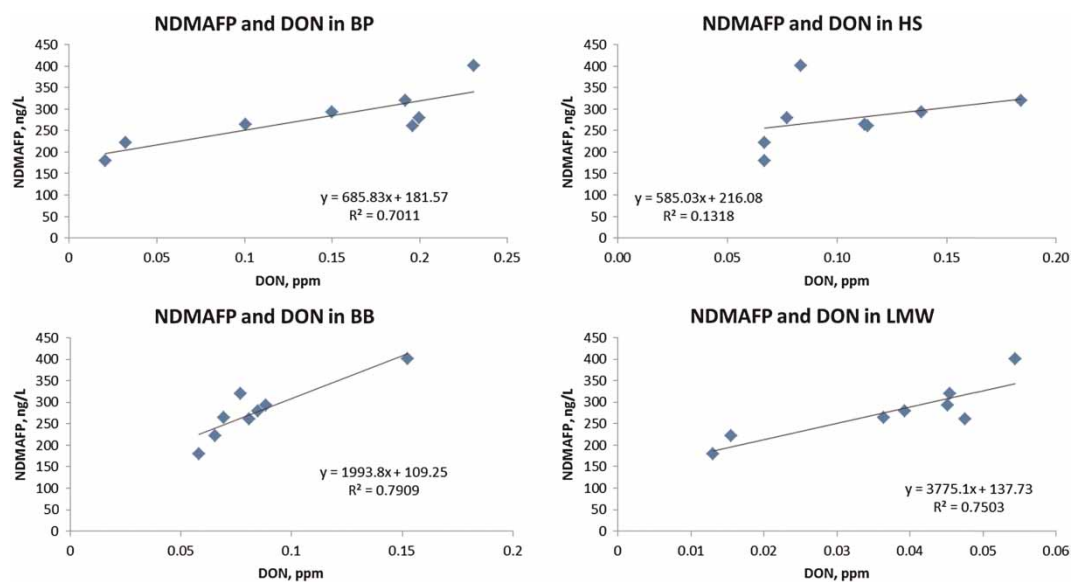 NDMAFP and DON in BP
NDMAFP, ng/L
450
400
350
300
250
200
150
100
50
0
y = 685.83x + 181.57
R² = 0.7011
0 0.05 0.1 0.15 0.2 0.25
DON, ppm
NDMAFP and DON in HS
NDMAFP, ng/L
450
400
350
300
250
200
150
100
50
0
y = 585.03x + 216.08
R² = 0.1318
0.00 0.05 0.10 0.15 0.20
DON, ppm
NDMAFP and DON in BB
NDMAFP, ng/L
450
400
350
300
250
200
150
100
50
0
y = 1993.8x + 109.25
R² = 0.7909
0 0.05 0.1 0.15 0.2
DON, ppm
NDMAFP and DON in LMW
NDMAFP, ng/L
450
400
350
300
250
200
150
100
50
0
y = 3775.1x + 137.73
R² = 0.7503
0 0.01 0.02 0.03 0.04 0.05 0.06
DON, ppm